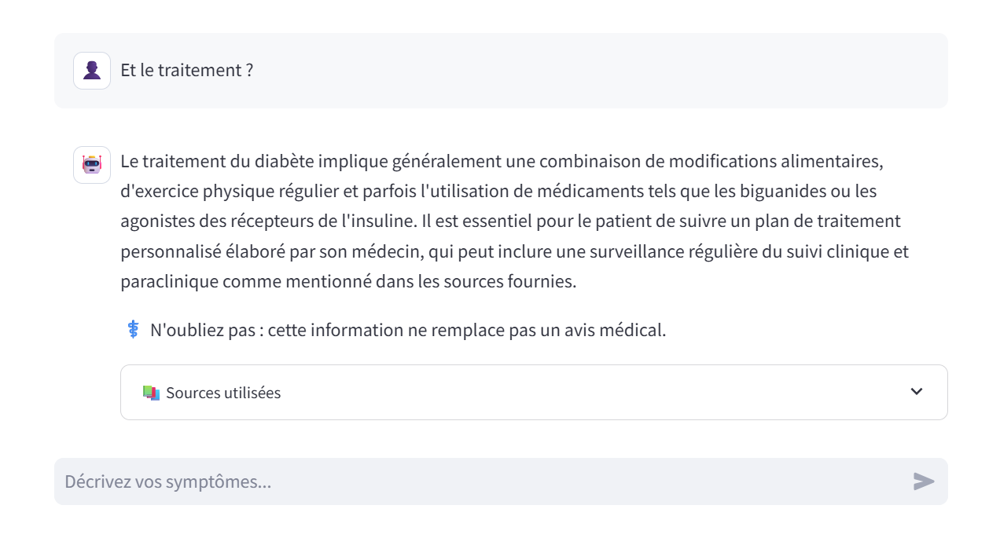 Et le traitement ?
Le traitement du diabète implique généralement une combinaison de modifications alimentaires,
d'exercice physique régulier et parfois l'utilisation de médicaments tels que les biguanides ou les
agonistes des récepteurs de l'insuline. Il est essentiel pour le patient de suivre un plan de traitement
personnalisé élaboré par son médecin, qui peut inclure une surveillance régulière du suivi clinique et
paraclinique comme mentionné dans les sources fournies.
N'oubliez pas : cette information ne remplace pas un avis médical.
Sources utilisées
Décrivez vos symptômes...